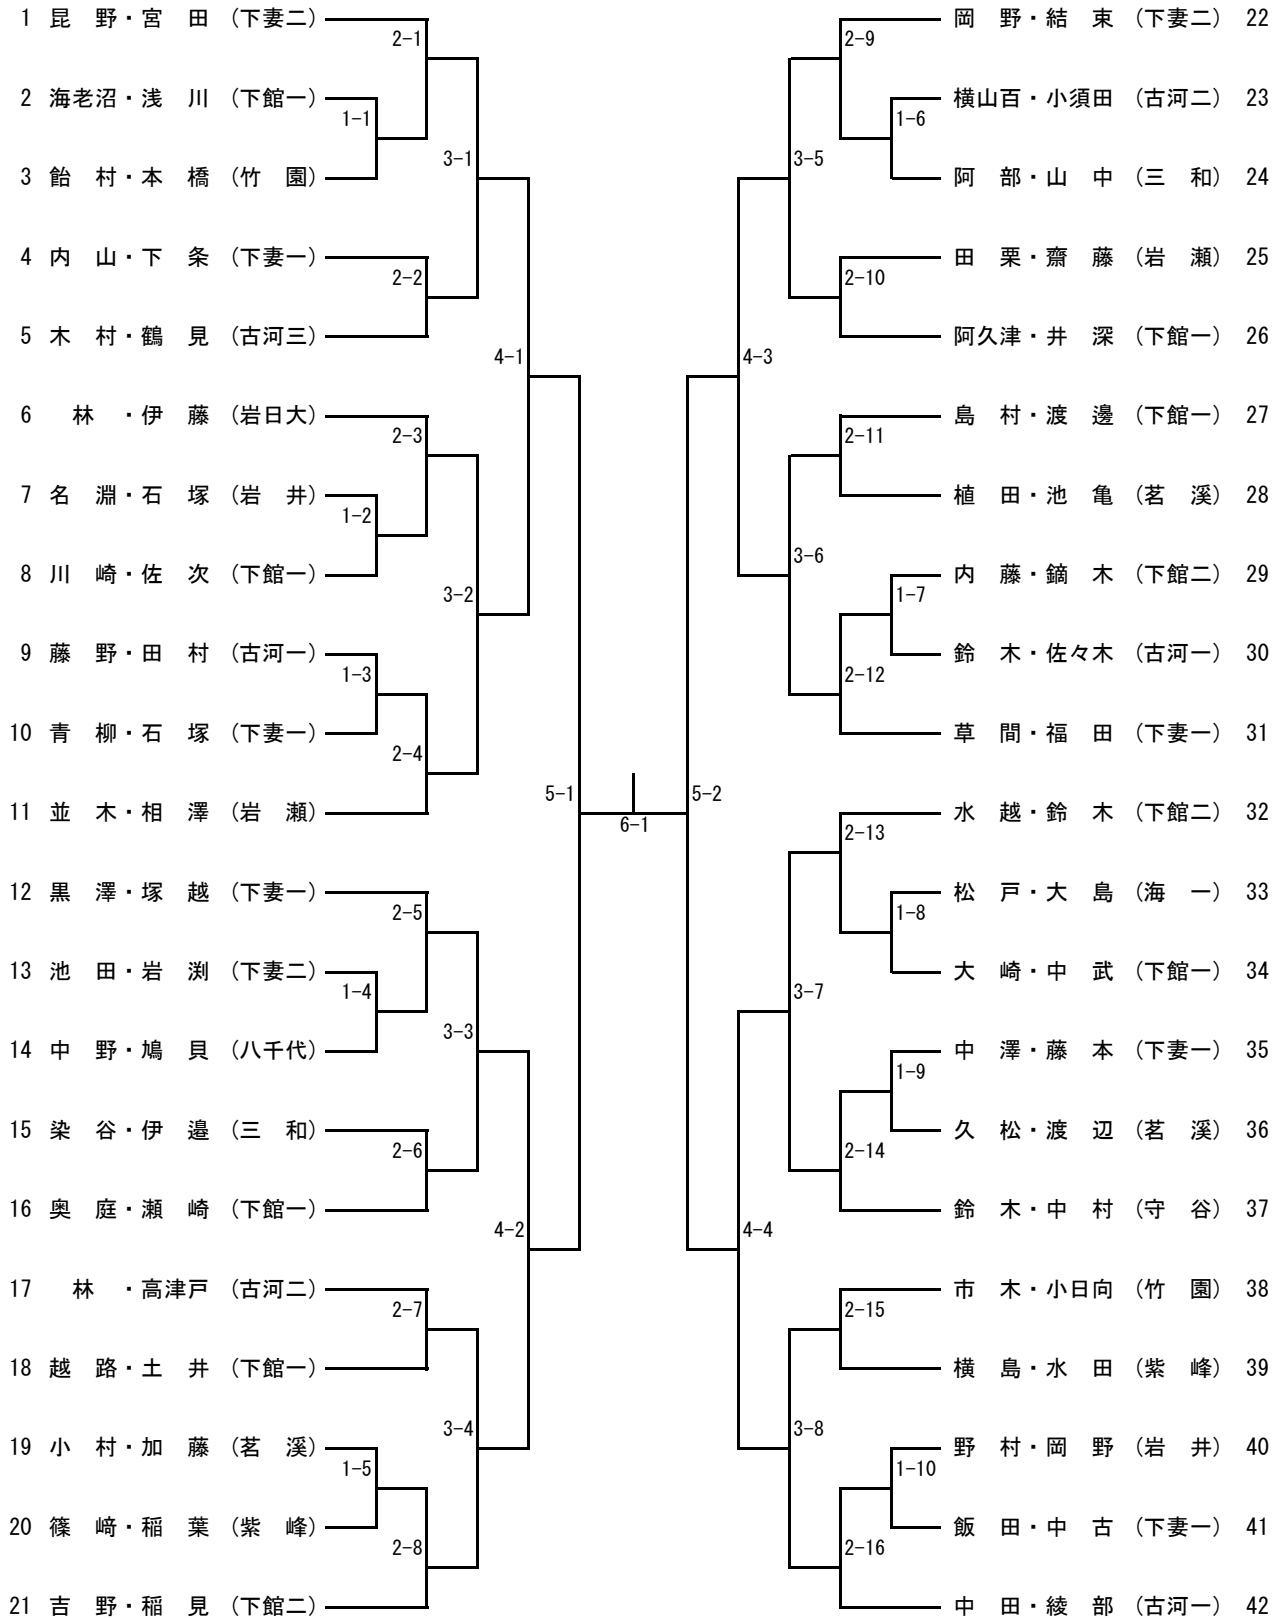 1 昆　野・宮　田 (下妻二)
2-1
2 海老沼・浅　川 (下館一)
1-1
3-1
3 飴　村・本　橋 (竹　園)
4 内　山・下　条 (下妻一)
2-2
5 木　村・鶴　見 (古河三)
4-1
6 林　・伊　藤 (岩日大)
2-3
7 名　淵・石　塚 (岩　井)
1-2
8 川　崎・佐　次 (下館一)
3-2
9 藤　野・田　村 (古河一)
1-3
10 青　柳・石　塚 (下妻一)
2-4
5-1
11 並　木・相　澤 (岩　瀬)
12 黒　澤・塚　越 (下妻一)
2-5
13 池　田・岩　渕 (下妻二)
1-4
3-3
14 中　野・鳩　貝 (八千代)
15 染　谷・伊　邉 (三　和)
2-6
16 奥　庭・瀬　崎 (下館一)
4-2
17 林　・高津戸 (古河二)
2-7
18 越　路・土　井 (下館一)
3-4
19 小　村・加　藤 (茗　溪)
1-5
20 篠　﨑・稲　葉 (紫　峰)
2-8
21 吉　野・稲　見 (下館二)
6-1
岡　野・結　束 (下妻二) 22
2-9
横山百・小須田 (古河二) 23
1-6
3-5
阿　部・山　中 (三　和) 24
田　栗・齋　藤 (岩　瀬) 25
2-10
阿久津・井　深 (下館一) 26
4-3
島　村・渡　邊 (下館一) 27
2-11
植　田・池　亀 (茗　溪) 28
3-6
内　藤・鏑　木 (下館二) 29
1-7
鈴　木・佐々木 (古河一) 30
2-12
草　間・福　田 (下妻一) 31
5-2
水　越・鈴　木 (下館二) 32
2-13
松　戸・大　島 (海　一) 33
1-8
大　崎・中　武 (下館一) 34
3-7
中　澤・藤　本 (下妻一) 35
1-9
久　松・渡　辺 (茗　溪) 36
2-14
鈴　木・中　村 (守　谷) 37
4-4
市　木・小日向 (竹　園) 38
2-15
横　島・水　田 (紫　峰) 39
3-8
野　村・岡　野 (岩　井) 40
1-10
飯　田・中　古 (下妻一) 41
2-16
中　田・綾　部 (古河一) 42